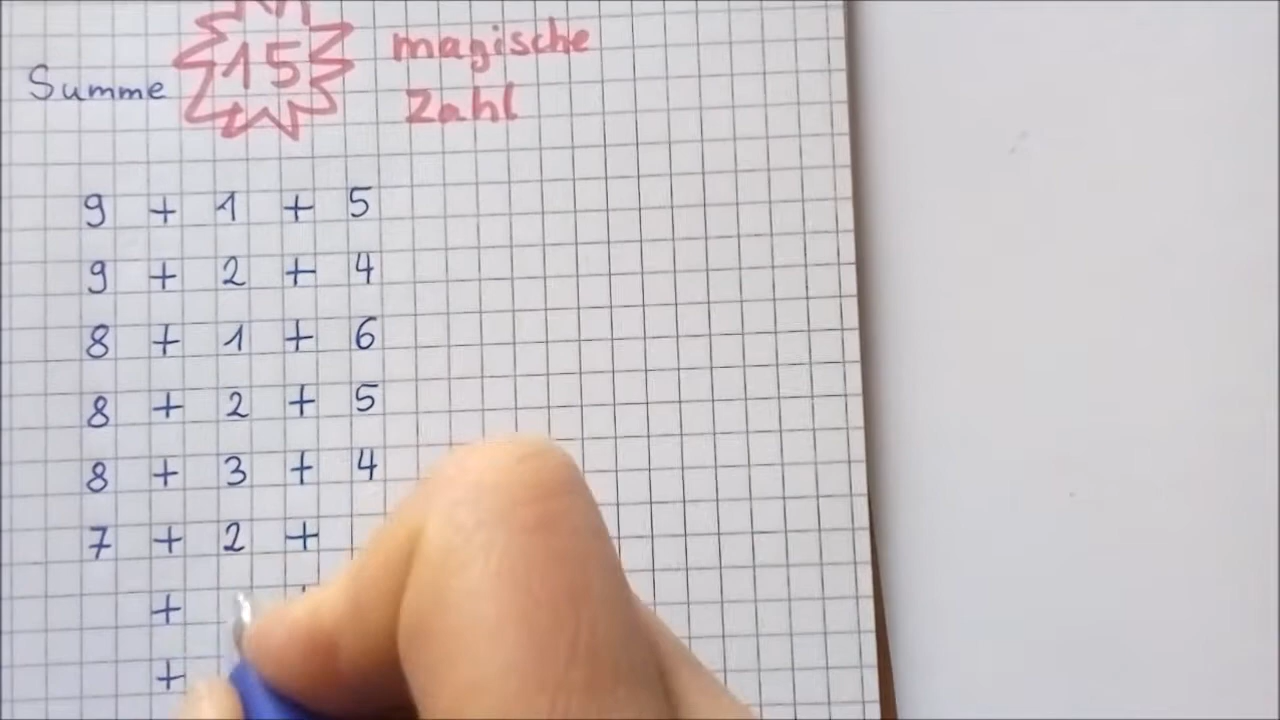 Summe 15 magische
Zahl
9 + 1 + 5
9 + 2 + 4
8 + 1 + 6
8 + 2 + 5
8 + 3 + 4
7 + 2 +
+
+